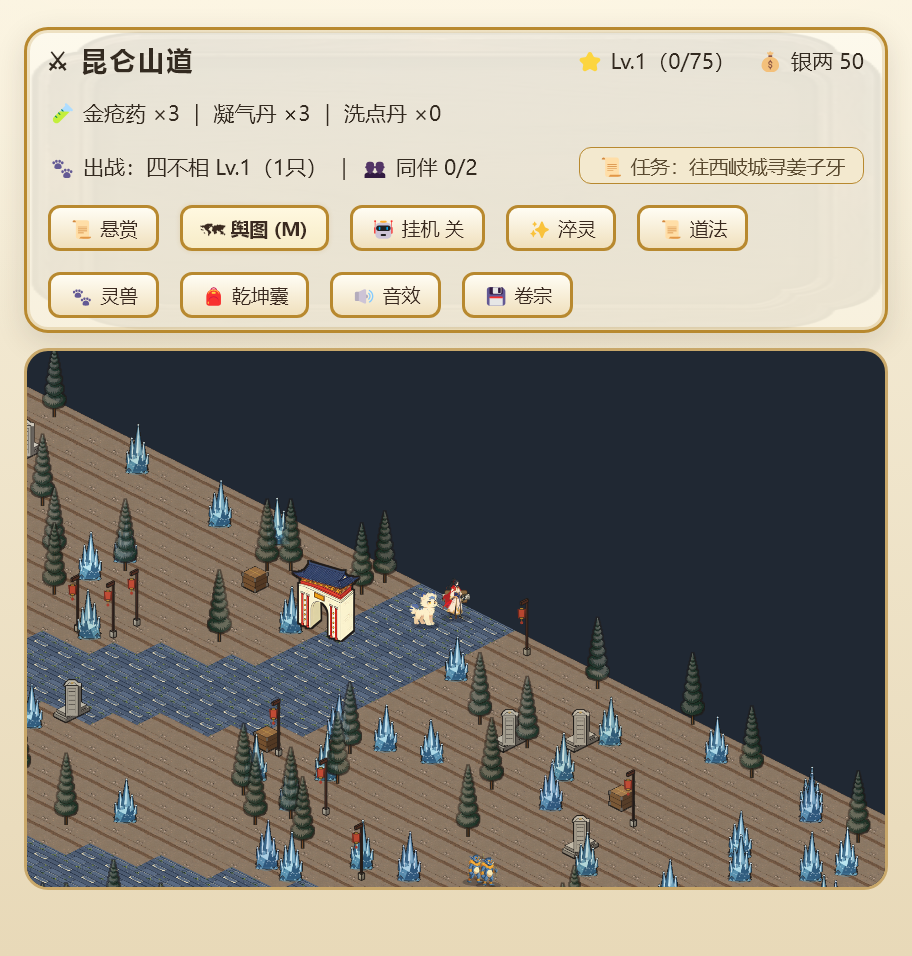 昆仑山道
Lv.1（0/75） 银两 50
金疮药 ×3 ｜ 凝气丹 ×3 ｜ 洗点丹 ×0
出战：四不相 Lv.1（1只） ｜ 同伴 0/2
任务：往西岐城寻姜子牙
悬赏 舆图 (M) 挂机 关 淬灵 道法
灵兽 乾坤囊 音效 卷宗